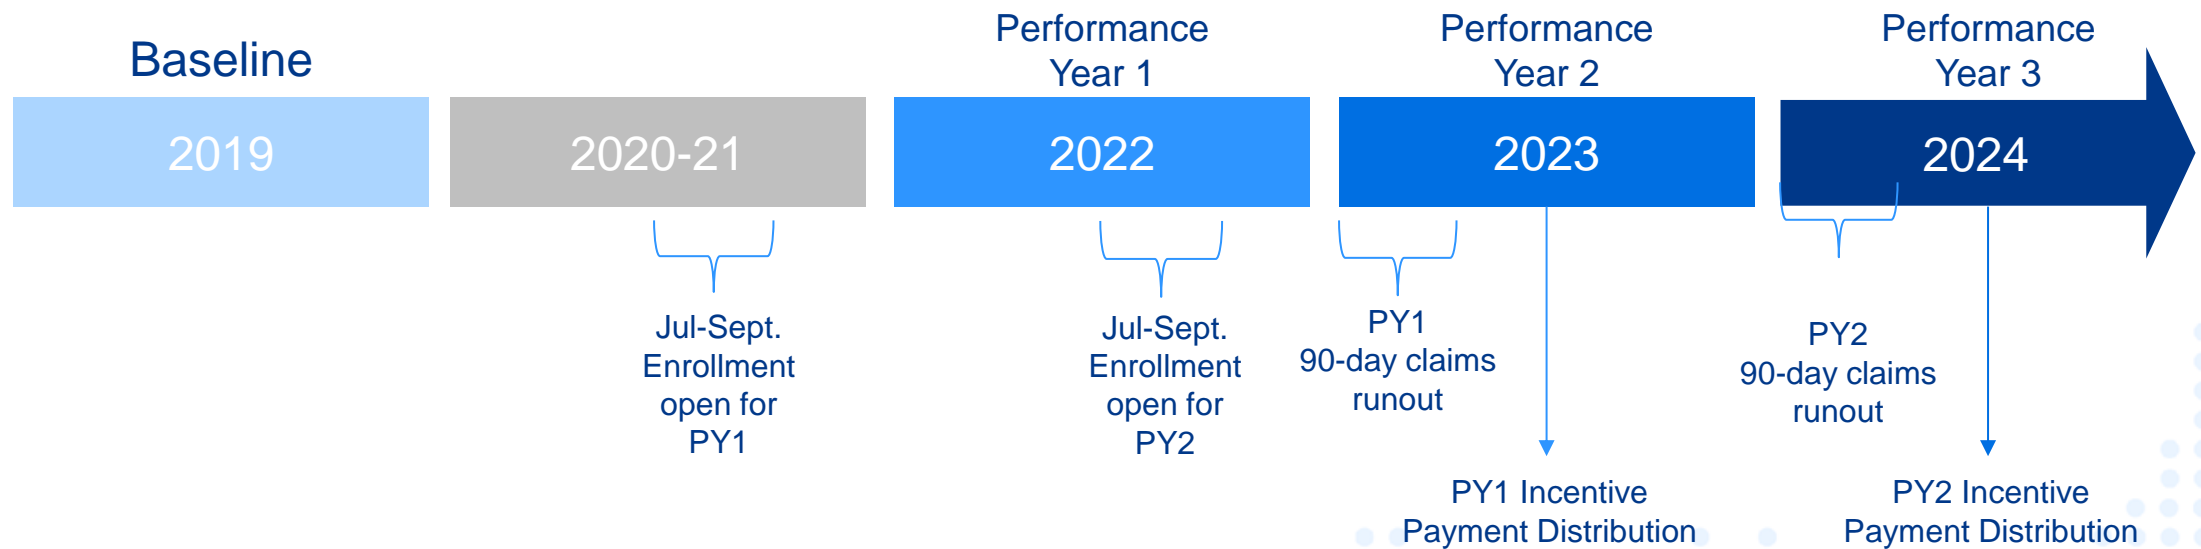 Baseline
Performance
Year 1
Performance
Year 2
Performance
Year 3
2019
2020-21
2022
2023
2024
Jul-Sept.
Enrollment
open for
PY1
Jul-Sept.
Enrollment
open for
PY2
PY1
90-day claims
runout
PY2
90-day claims
runout
PY1 Incentive
Payment Distribution
PY2 Incentive
Payment Distribution